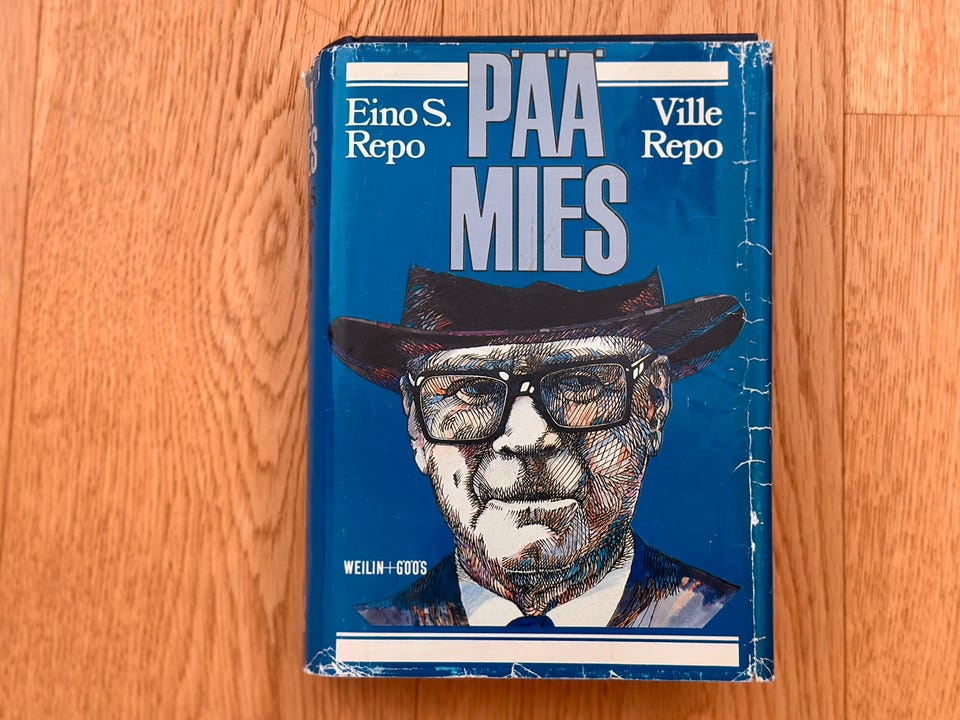 PÄÄ
MIES
Eino S.
Repo
Ville
Repo
WEILIN+GÖÖS